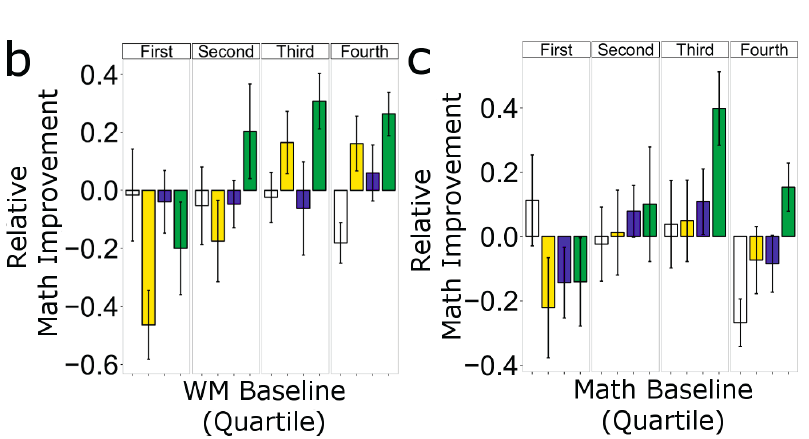 b
First Second Third Fourth
0.4
0.2
0.0
−0.2
−0.4
−0.6
Relative
Math Improvement
WM Baseline
(Quartile)
c
First Second Third Fourth
0.4
0.2
0.0
−0.2
−0.4
Relative
Math Improvement
Math Baseline
(Quartile)